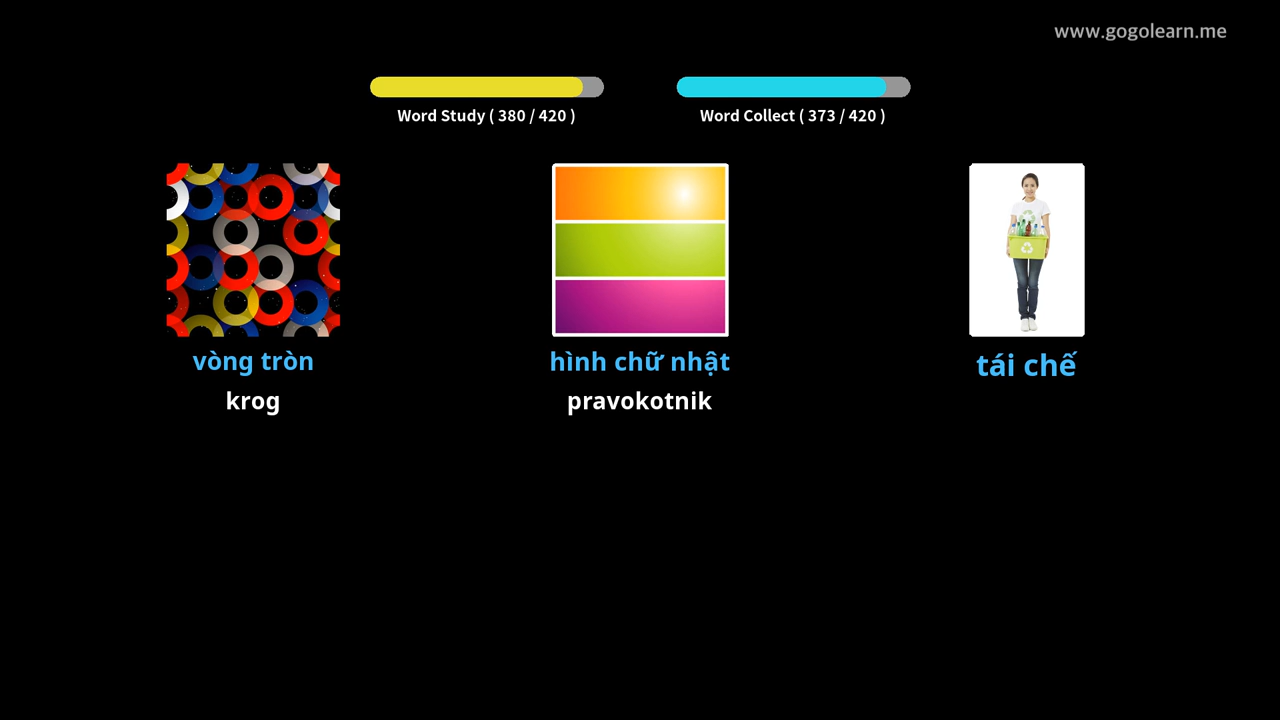 www.gogolearn.me
Word Study ( 380 / 420 )
Word Collect ( 373 / 420 )
vòng tròn
hình chữ nhật
tái chế
krog
pravokotnik